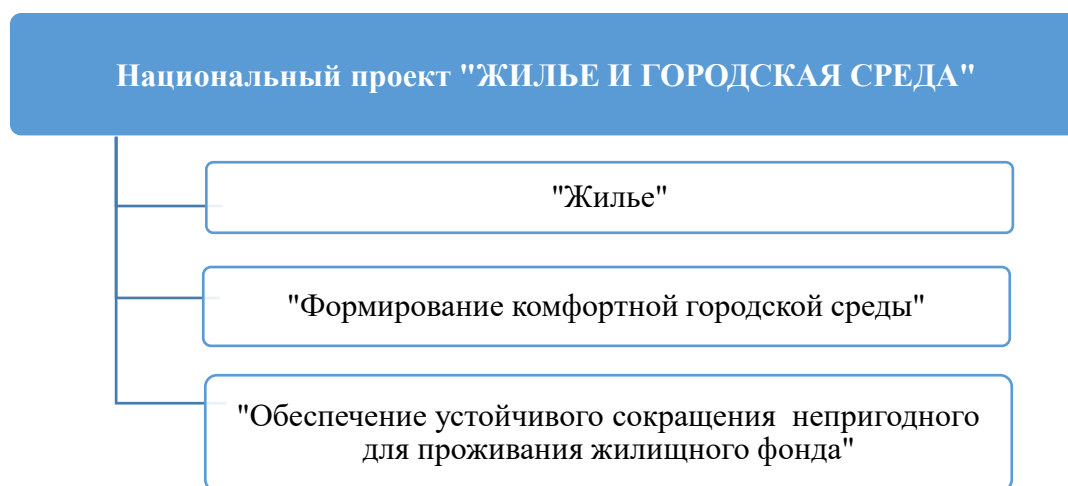 Национальный проект "ЖИЛЬЕ И ГОРОДСКАЯ СРЕДА"
"Жилье"
"Формирование комфортной городской среды"
"Обеспечение устойчивого сокращения непригодного
для проживания жилищного фонда"